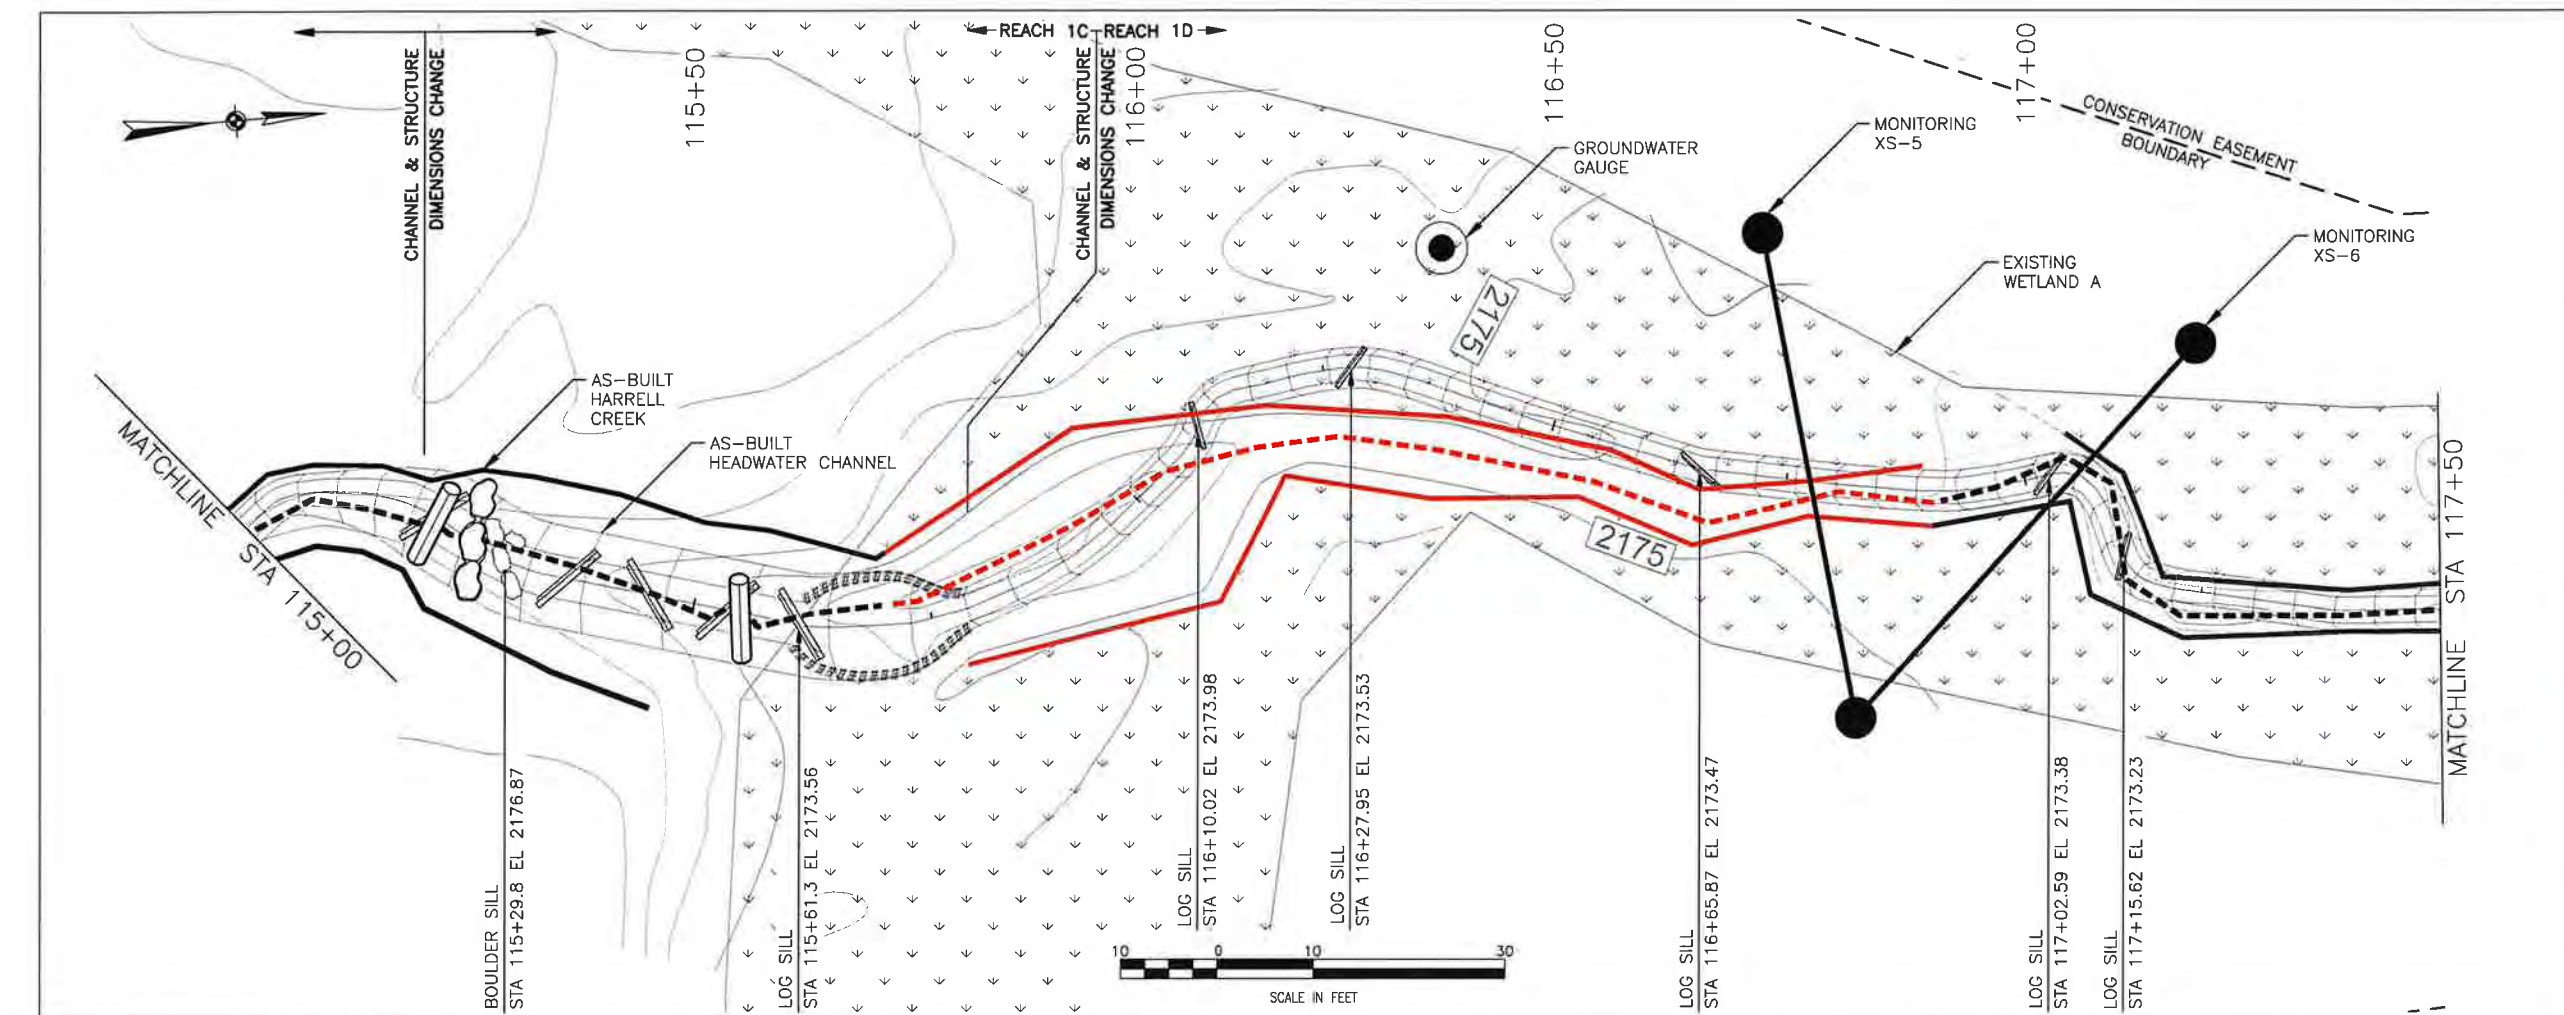 REACH 1C
REACH 1D
CHANNEL & STRUCTURE
DIMENSIONS CHANGE
115+50
CHANNEL & STRUCTURE
DIMENSIONS CHANGE
116+00
116+50
117+00
CONSERVATION EASEMENT
BOUNDARY
MONITORING
XS-5
GROUNDWATER
GAUGE
MONITORING
XS-6
EXISTING
WETLAND A
2175
AS-BUILT
HARRELL
CREEK
AS-BUILT
HEADWATER CHANNEL
MATCHLINE STA 115+00
2175
MATCHLINE STA 117+50
BOULDER SILL
STA 115+29.8 EL 2176.87
LOG SILL
STA 115+61.3 EL 2173.56
LOG SILL
STA 116+10.02 EL 2173.98
LOG SILL
STA 116+27.95 EL 2173.53
LOG SILL
STA 116+65.87 EL 2173.47
LOG SILL
STA 117+02.59 EL 2173.38
LOG SILL
STA 117+15.62 EL 2173.23
10 0 10 30
SCALE IN FEET